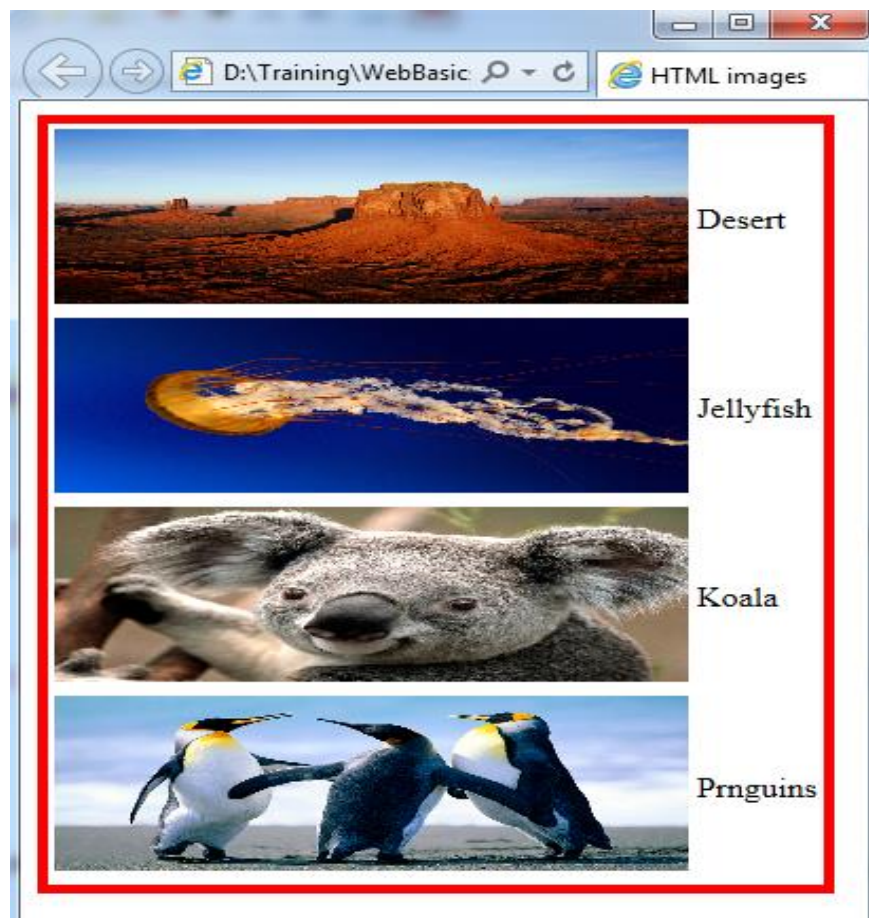 D:\Training\WebBasic
HTML images
Desert
Jellyfish
Koala
Prnguins